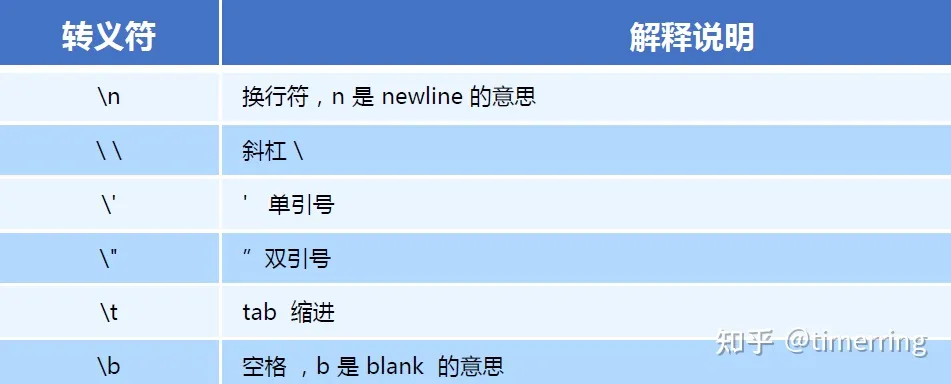 转义符 解释说明
\n 换行符，n 是 newline 的意思
\ \ 斜杠 \
\' ' 单引号
\" ″ 双引号
\t tab 缩进
\b 空格 ，b 是 blank 的意思
知乎 @timerring